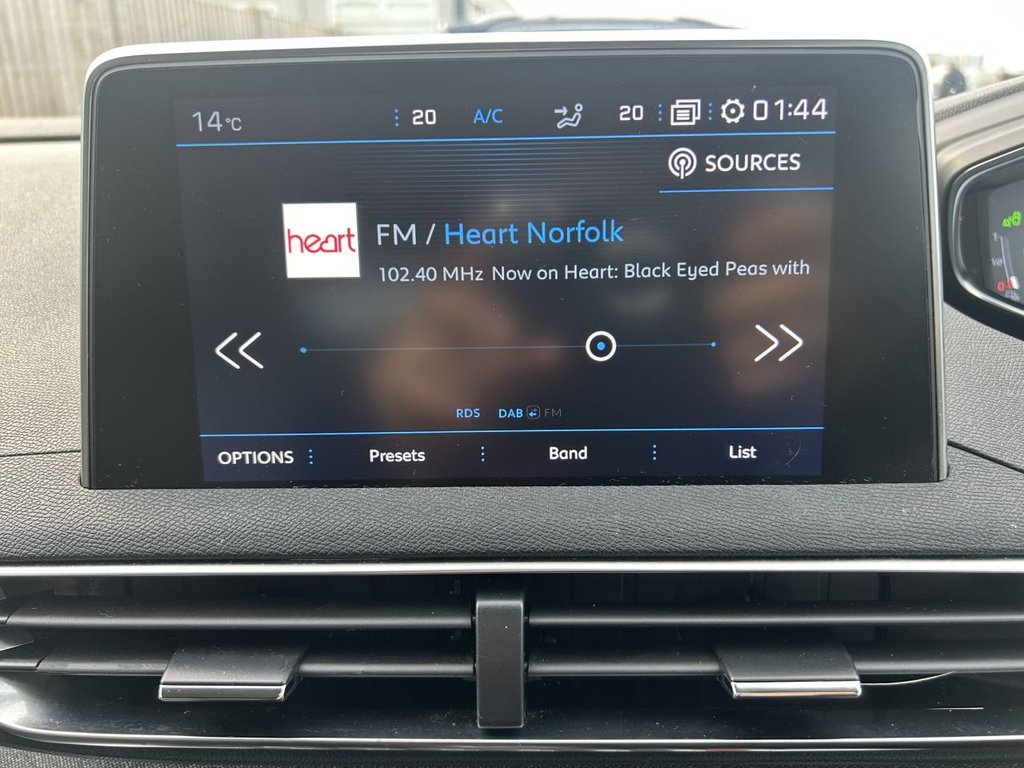 14°C 20 A/C 20 01:44
SOURCES
heart
FM / Heart Norfolk
102.40 MHz Now on Heart: Black Eyed Peas with
RDS DAB FM
OPTIONS Presets Band List